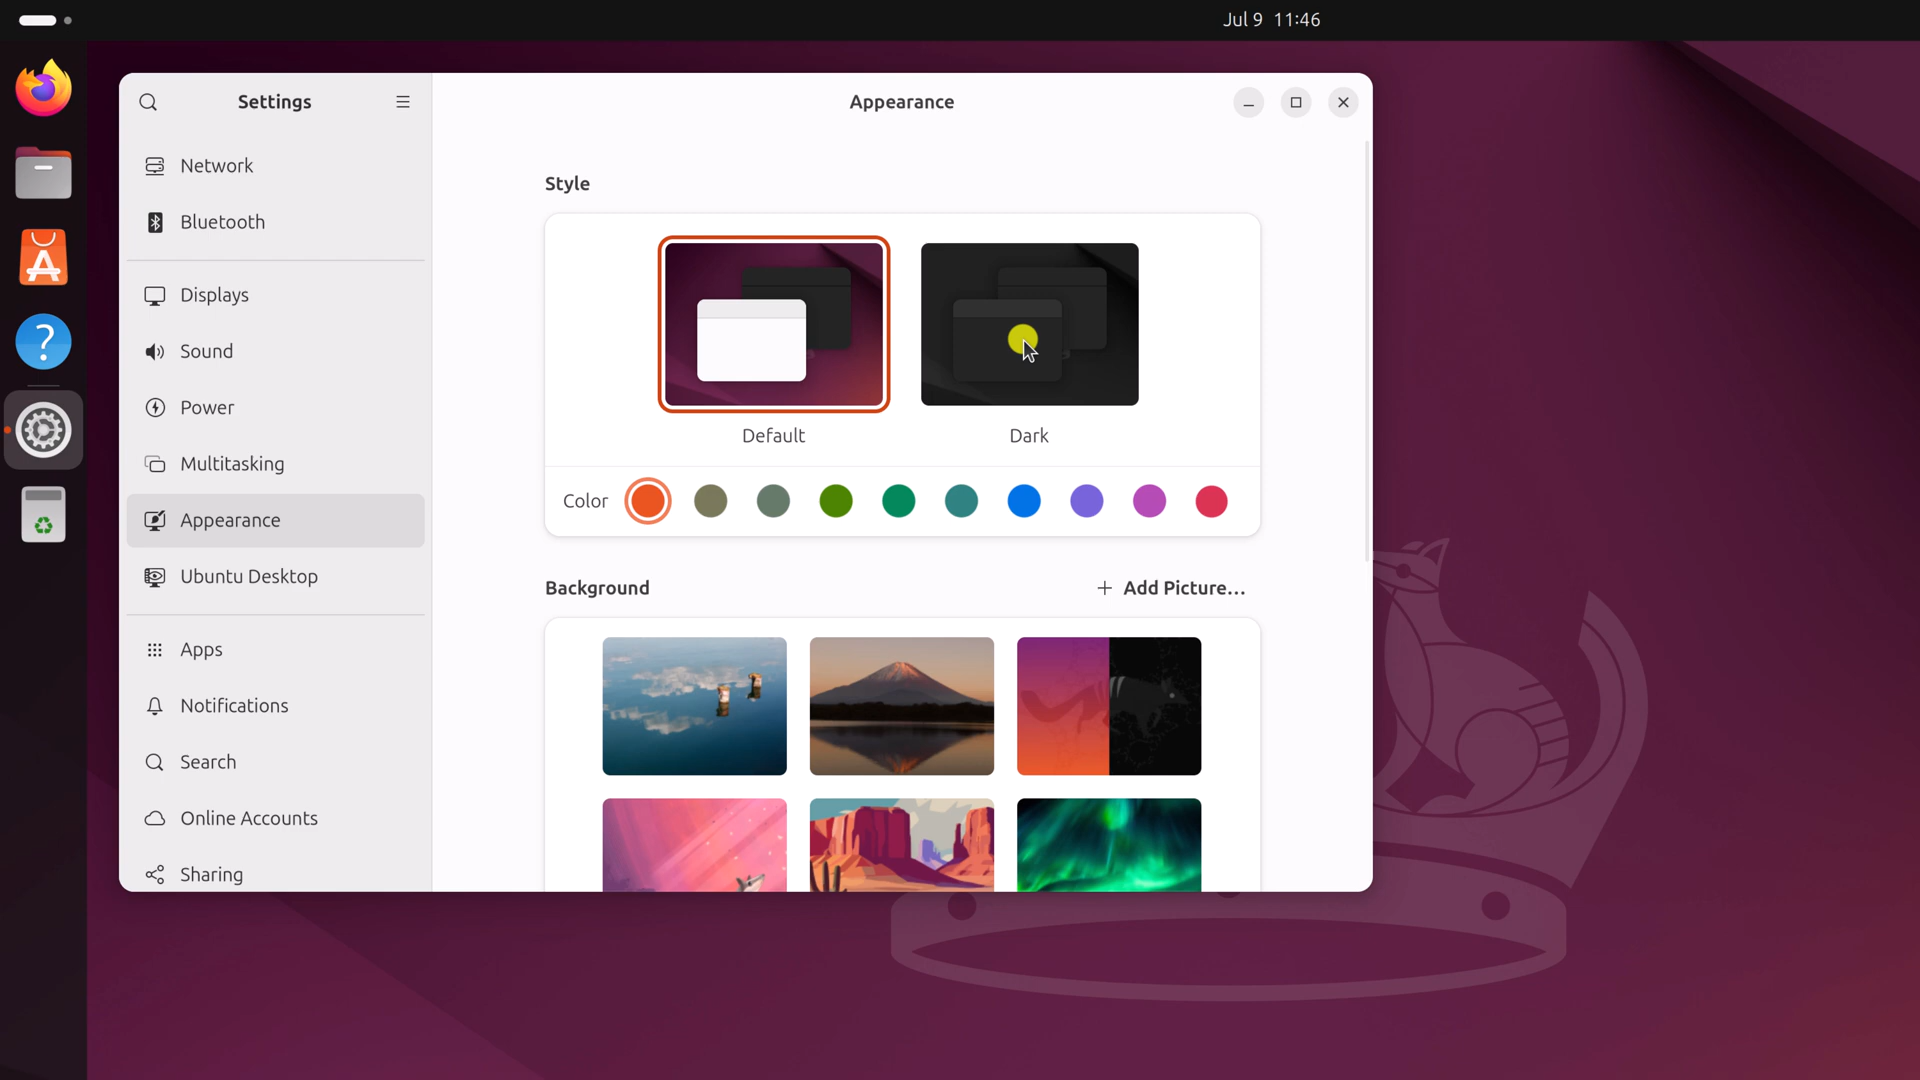 Jul 9 11:46
Settings
Appearance
Network
Bluetooth
Displays
Sound
Power
Multitasking
Appearance
Ubuntu Desktop
Apps
Notifications
Search
Online Accounts
Sharing
Style
Default
Dark
Color
Background
+ Add Picture...